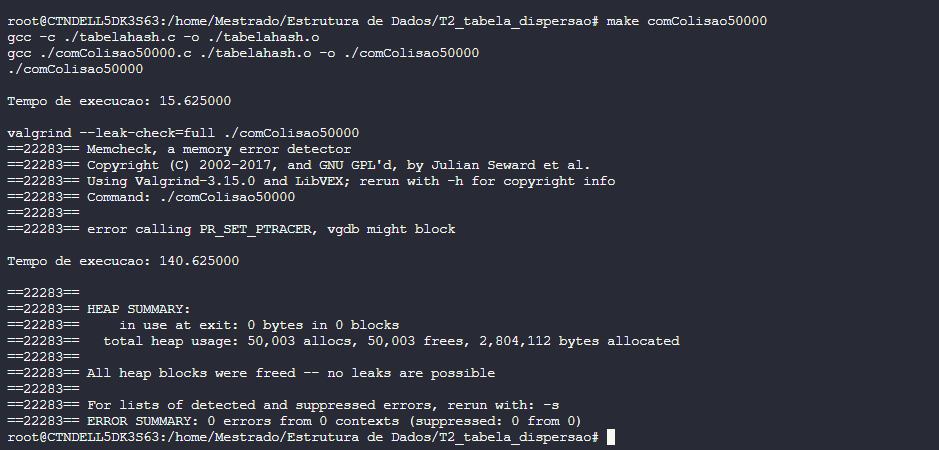 root@CTNDELL5DK3S63:/home/Mestrado/Estrutura de Dados/T2_tabela_dispersao# make comColisao50000
gcc -c ./tabelahash.c -o ./tabelahash.o
gcc ./comColisao50000.c ./tabelahash.o -o ./comColisao50000
./comColisao50000
Tempo de execucao: 15.625000
valgrind --leak-check=full ./comColisao50000
==22283== Memcheck, a memory error detector
==22283== Copyright (C) 2002-2017, and GNU GPL'd, by Julian Seward et al.
==22283== Using Valgrind-3.15.0 and LibVEX; rerun with -h for copyright info
==22283== Command: ./comColisao50000
==22283==
==22283== error calling PR_SET_PTRACER, vgdb might block
Tempo de execucao: 140.625000
==22283==
==22283== HEAP SUMMARY:
==22283==     in use at exit: 0 bytes in 0 blocks
==22283==   total heap usage: 50,003 allocs, 50,003 frees, 2,804,112 bytes allocated
==22283==
==22283== All heap blocks were freed -- no leaks are possible
==22283==
==22283== For lists of detected and suppressed errors, rerun with: -s
==22283== ERROR SUMMARY: 0 errors from 0 contexts (suppressed: 0 from 0)
root@CTNDELL5DK3S63:/home/Mestrado/Estrutura de Dados/T2_tabela_dispersao#